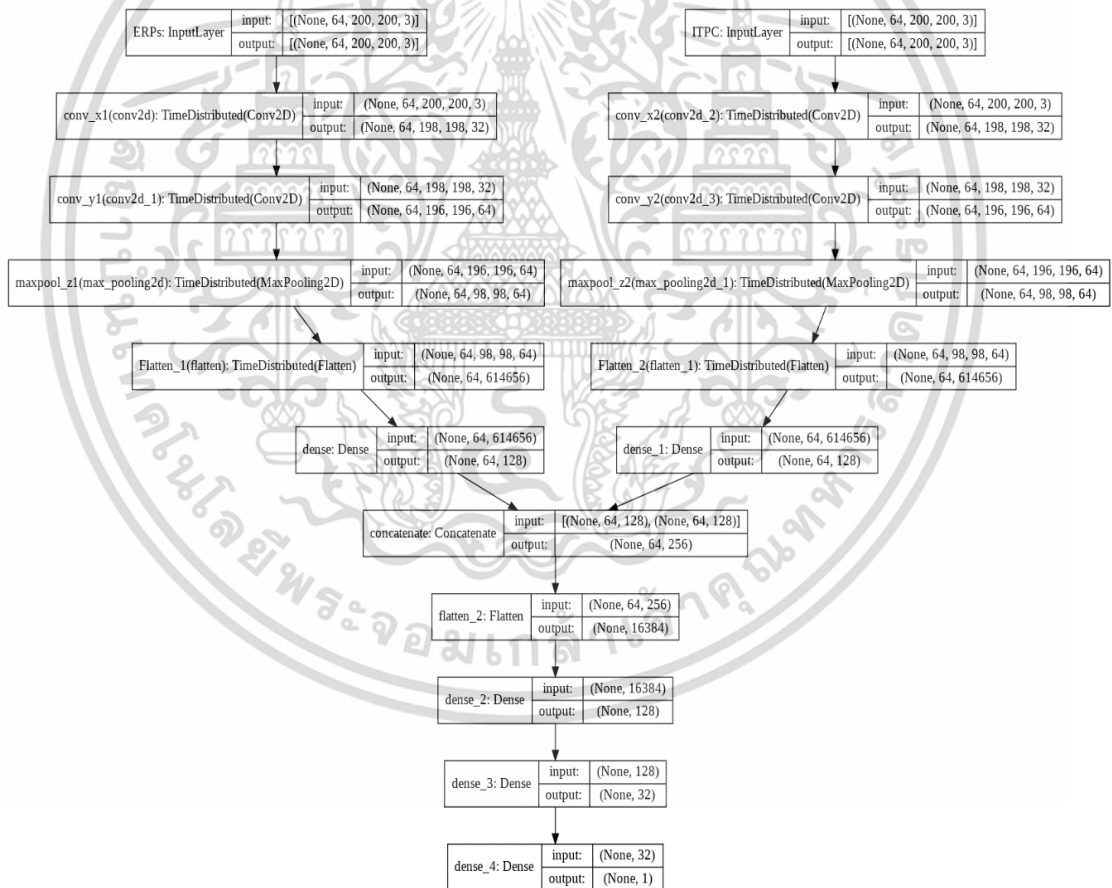 ERPs: InputLayer
input: [(None, 64, 200, 200, 3)]
output: [(None, 64, 200, 200, 3)]
ITPC: InputLayer
input: [(None, 64, 200, 200, 3)]
output: [(None, 64, 200, 200, 3)]
conv_x1(conv2d): TimeDistributed(Conv2D)
input: (None, 64, 200, 200, 3)
output: (None, 64, 198, 198, 32)
conv_x2(conv2d_2): TimeDistributed(Conv2D)
input: (None, 64, 200, 200, 3)
output: (None, 64, 198, 198, 32)
conv_y1(conv2d_1): TimeDistributed(Conv2D)
input: (None, 64, 198, 198, 32)
output: (None, 64, 196, 196, 64)
conv_y2(conv2d_3): TimeDistributed(Conv2D)
input: (None, 64, 198, 198, 32)
output: (None, 64, 196, 196, 64)
maxpool_z1(max_pooling2d): TimeDistributed(MaxPooling2D)
input: (None, 64, 196, 196, 64)
output: (None, 64, 98, 98, 64)
maxpool_z2(max_pooling2d_1): TimeDistributed(MaxPooling2D)
input: (None, 64, 196, 196, 64)
output: (None, 64, 98, 98, 64)
Flatten_1(flatten): TimeDistributed(Flatten)
input: (None, 64, 98, 98, 64)
output: (None, 64, 614656)
Flatten_2(flatten_1): TimeDistributed(Flatten)
input: (None, 64, 98, 98, 64)
output: (None, 64, 614656)
dense: Dense
input: (None, 64, 614656)
output: (None, 64, 128)
dense_1: Dense
input: (None, 64, 614656)
output: (None, 64, 128)
concatenate: Concatenate
input: [(None, 64, 128), (None, 64, 128)]
output: (None, 64, 256)
flatten_2: Flatten
input: (None, 64, 256)
output: (None, 16384)
dense_2: Dense
input: (None, 16384)
output: (None, 128)
dense_3: Dense
input: (None, 128)
output: (None, 32)
dense_4: Dense
input: (None, 32)
output: (None, 1)